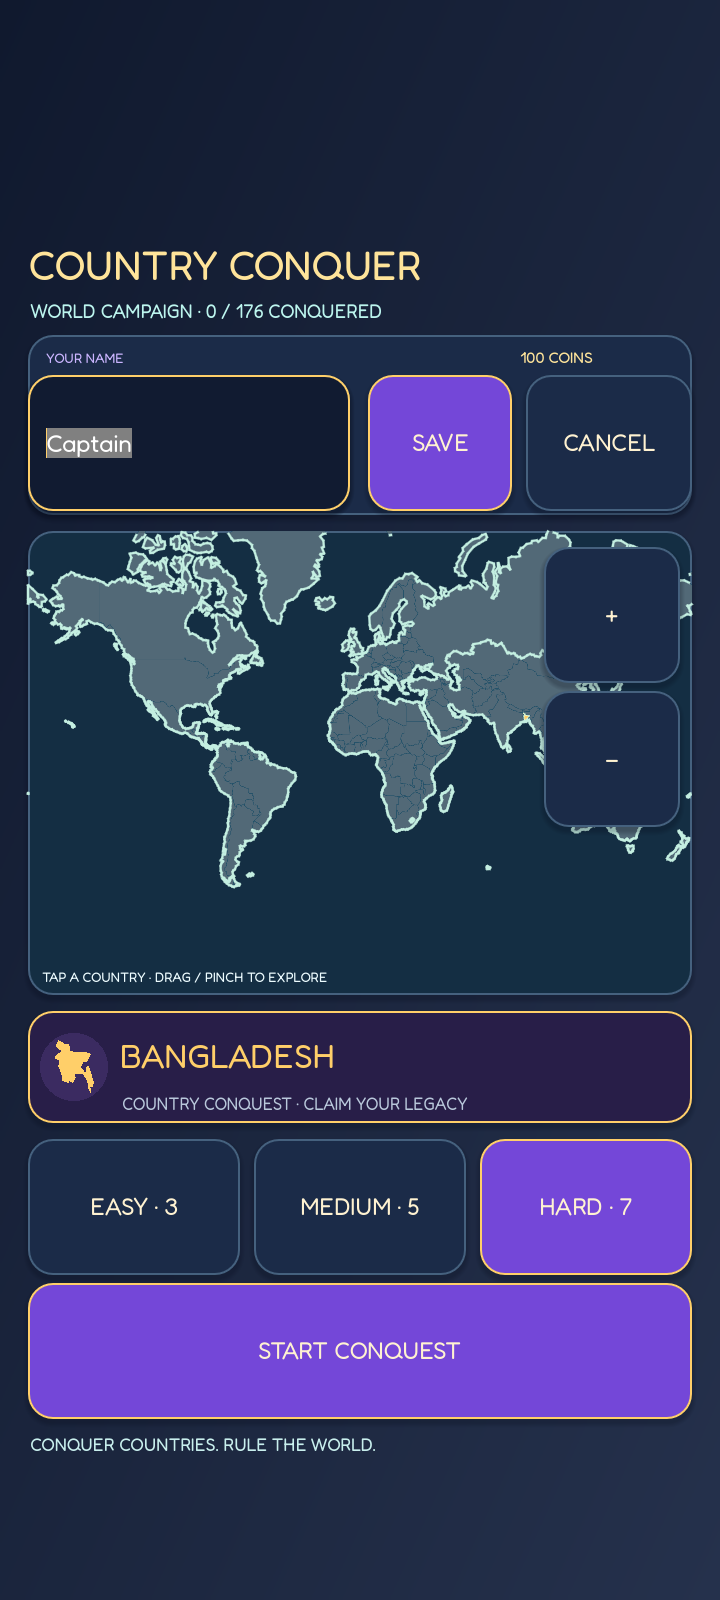 COUNTRY CONQUER
WORLD CAMPAIGN · 0 / 176 CONQUERED
YOUR NAME
100 COINS
Captain
SAVE
CANCEL
+
−
TAP A COUNTRY · DRAG / PINCH TO EXPLORE
BANGLADESH
COUNTRY CONQUEST · CLAIM YOUR LEGACY
EASY · 3
MEDIUM · 5
HARD · 7
START CONQUEST
CONQUER COUNTRIES. RULE THE WORLD.